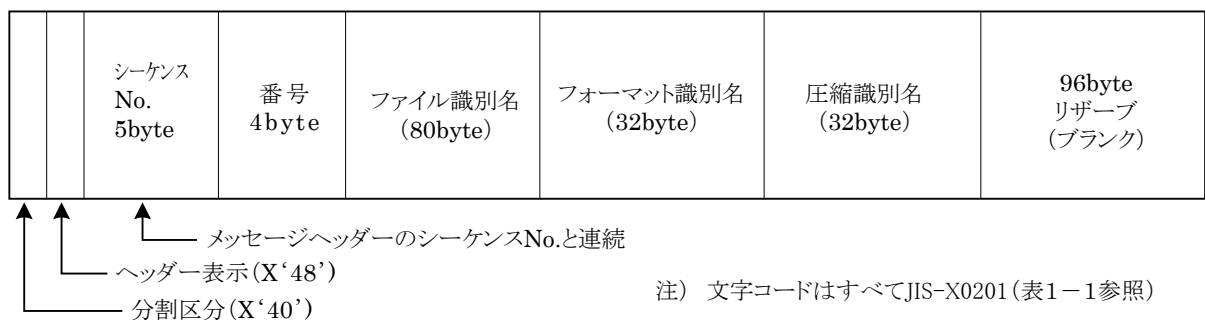 シーケンス
No.
5byte
番号
4byte
ファイル識別名
(80byte)
フォーマット識別名
(32byte)
圧縮識別名
(32byte)
96byte
リザーブ
(ブランク)
メッセージヘッダーのシーケンスNo.と連続
ヘッダー表示(X‘48’)
分割区分(X‘40’)
注) 文字コードはすべてJIS-X0201(表1-1参照)